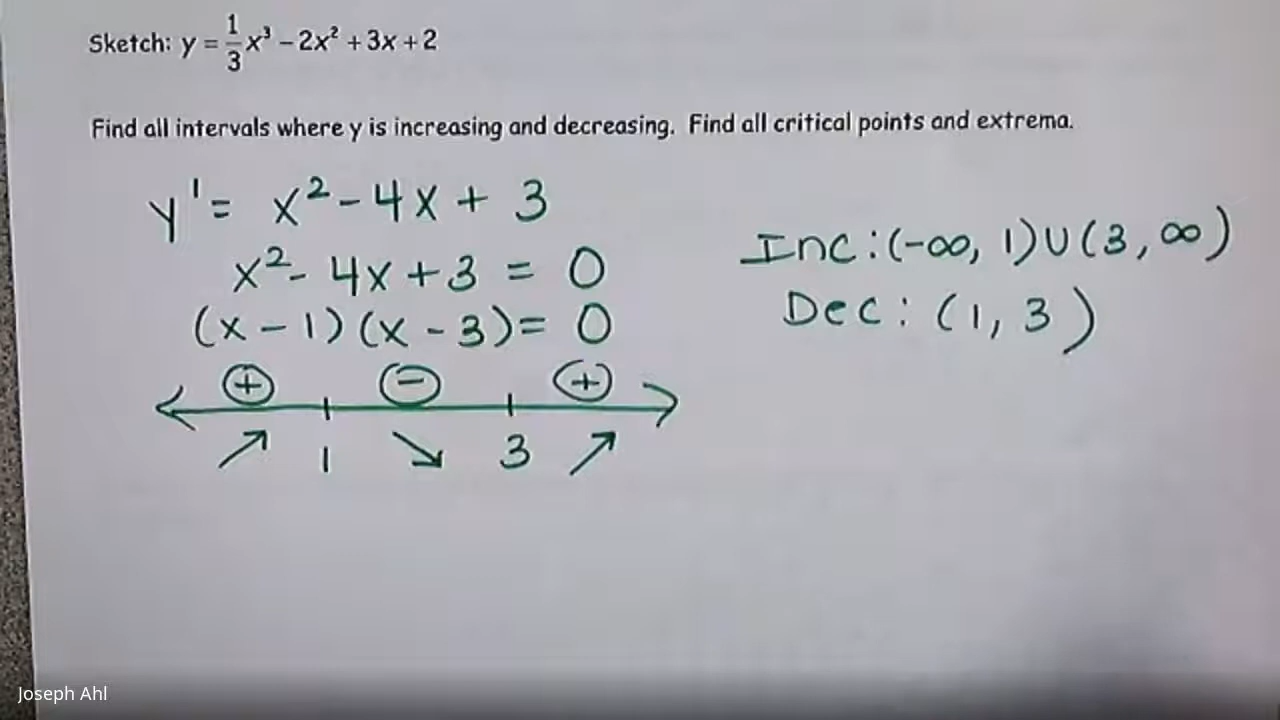 Sketch: y = 1/3 x³ − 2x² + 3x + 2
Find all intervals where y is increasing and decreasing. Find all critical points and extrema.
y' = x² − 4x + 3
x² − 4x + 3 = 0
(x − 1)(x − 3) = 0
+ − +
1 3
Inc: (-∞, 1)∪(3, ∞)
Dec: (1, 3)
Joseph Ahl